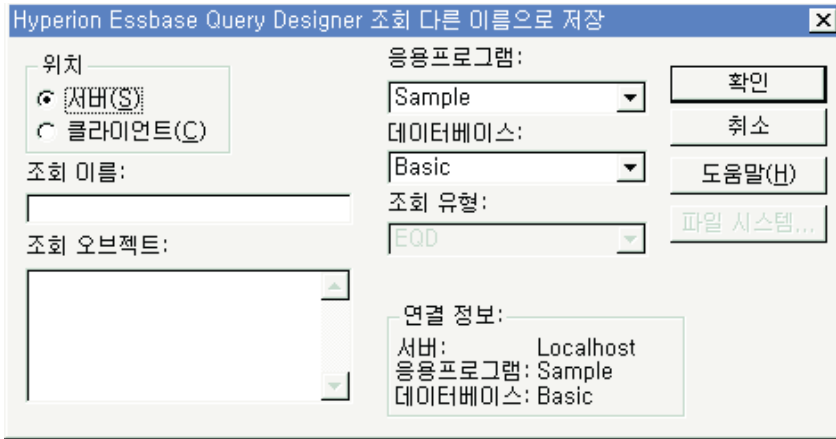 Hyperion Essbase Query Designer 조회 다른 이름으로 저장
위치
서버(S)
클라이언트(C)
조회 이름:
조회 오브젝트:
응용프로그램:
Sample
데이터베이스:
Basic
조회 유형:
EQD
연결 정보:
서버: Localhost
응용프로그램: Sample
데이터베이스: Basic
확인
취소
도움말(H)
파일 시스템...